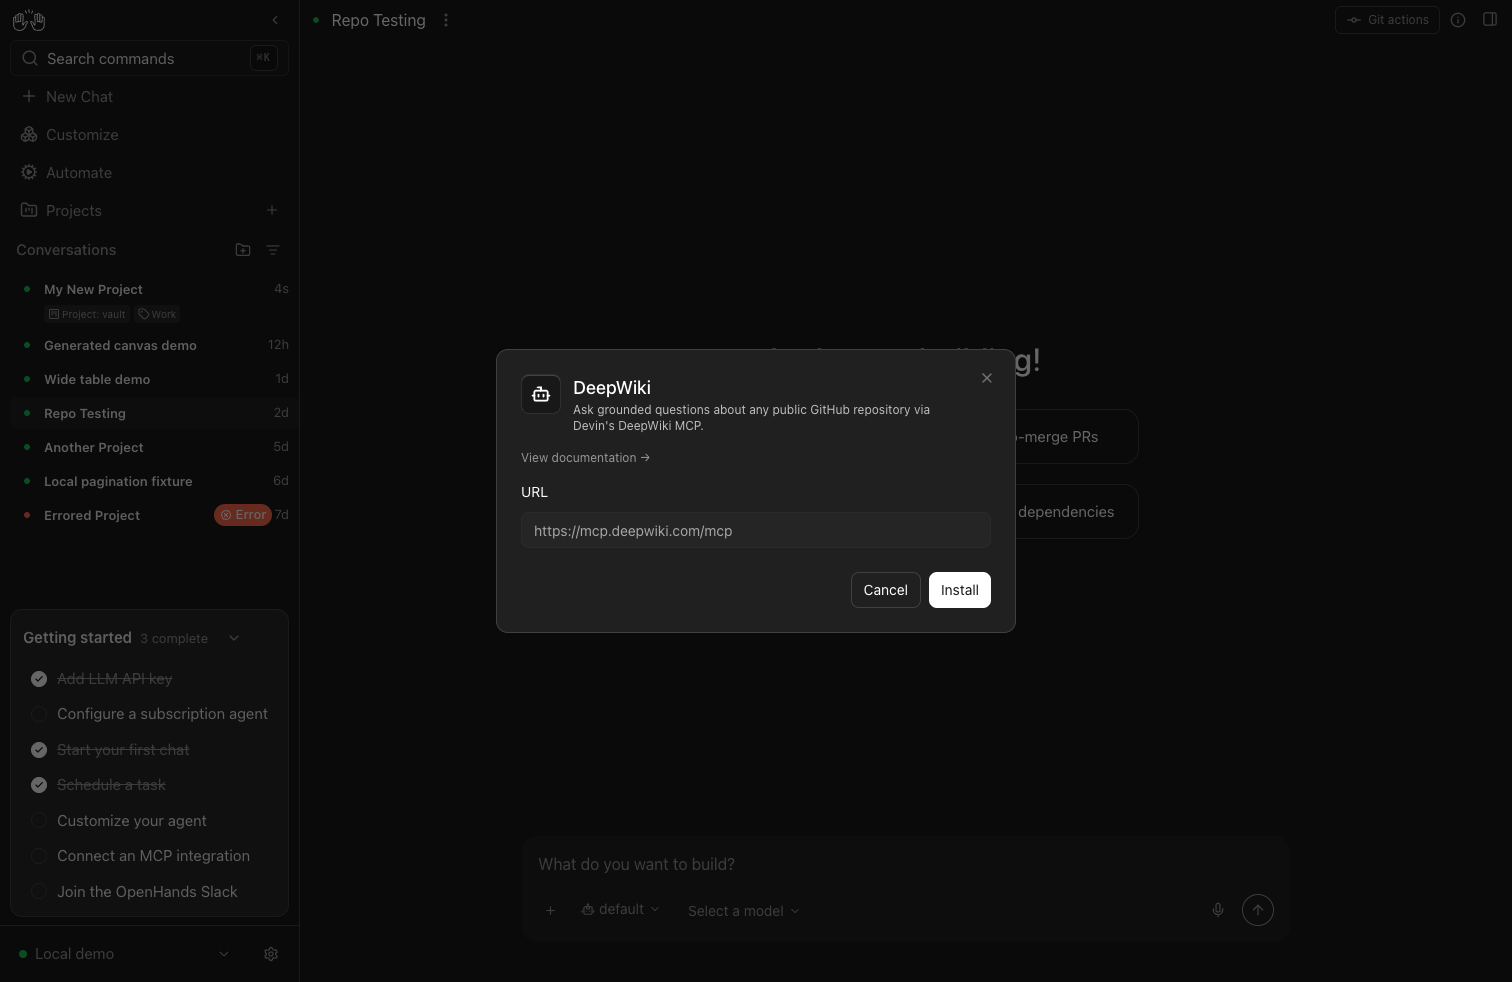 Search commands
⌘K
New Chat
Customize
Automate
Projects
Conversations
My New Project
4s
Project: vault
Work
Generated canvas demo
12h
Wide table demo
1d
Repo Testing
2d
Another Project
5d
Local pagination fixture
6d
Errored Project
Error
7d
Getting started
3 complete
Add LLM API key
Configure a subscription agent
Start your first chat
Schedule a task
Customize your agent
Connect an MCP integration
Join the OpenHands Slack
Local demo
Repo Testing
Git actions
g!
-merge PRs
dependencies
DeepWiki
Ask grounded questions about any public GitHub repository via
Devin's DeepWiki MCP.
View documentation →
URL
https://mcp.deepwiki.com/mcp
Cancel
Install
What do you want to build?
default
Select a model